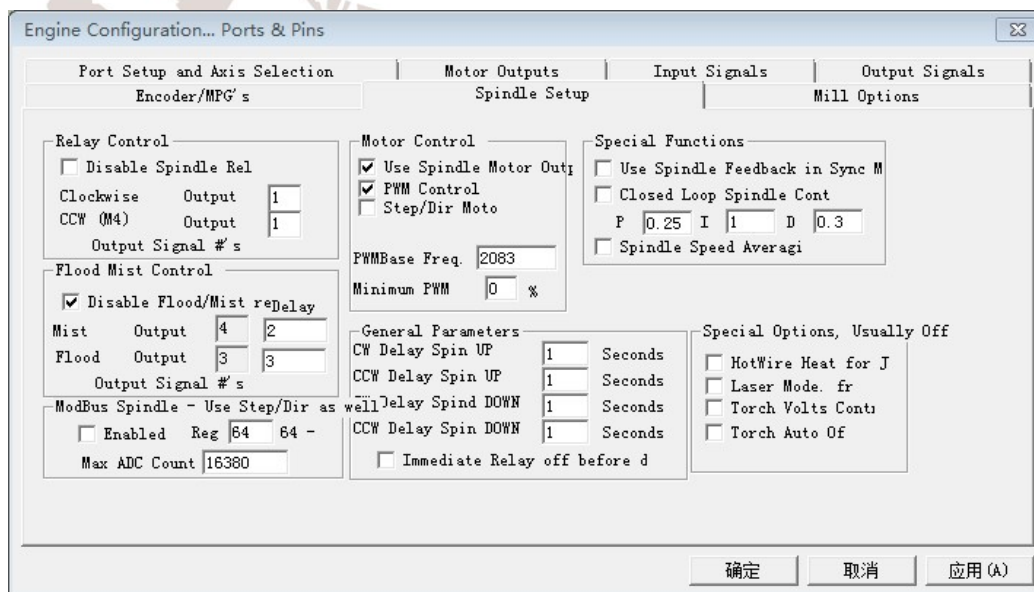 Engine Configuration... Ports & Pins
Port Setup and Axis Selection
Motor Outputs
Input Signals
Output Signals
Encoder/MPG's
Spindle Setup
Mill Options
Relay Control
Disable Spindle Rel
Clockwise Output 1
CCW (M4) Output 1
Output Signal #'s
Flood Mist Control
Disable Flood/Mist re Delay
Mist Output 4 2
Flood Output 3 3
Output Signal #'s
ModBus Spindle - Use Step/Dir as well
Enabled Reg 64 64 -
Max ADC Count 16380
Motor Control
Use Spindle Motor Outp
PWM Control
Step/Dir Moto
PWMBase Freq. 2083
Minimum PWM 0 %
General Parameters
CW Delay Spin UP 1 Seconds
CCW Delay Spin UP 1 Seconds
Delay Spind DOWN 1 Seconds
CCW Delay Spin DOWN 1 Seconds
Immediate Relay off before d
Special Functions
Use Spindle Feedback in Sync M
Closed Loop Spindle Cont
P 0.25 I 1 D 0.3
Spindle Speed Averagi
Special Options, Usually Off
HotWire Heat for J
Laser Mode. fr
Torch Volts Cont
Torch Auto Of
确定
取消
应用(A)